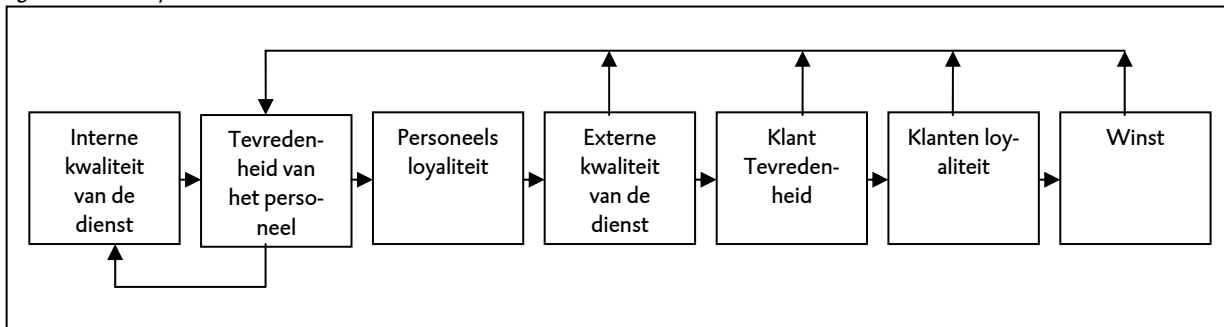 Interne
kwaliteit
van de
dienst
Tevreden-
heid van
het perso-
neel
Personeels
loyaliteit
Externe
kwaliteit
van de
dienst
Klant
Tevreden-
heid
Klanten loy-
aliteit
Winst